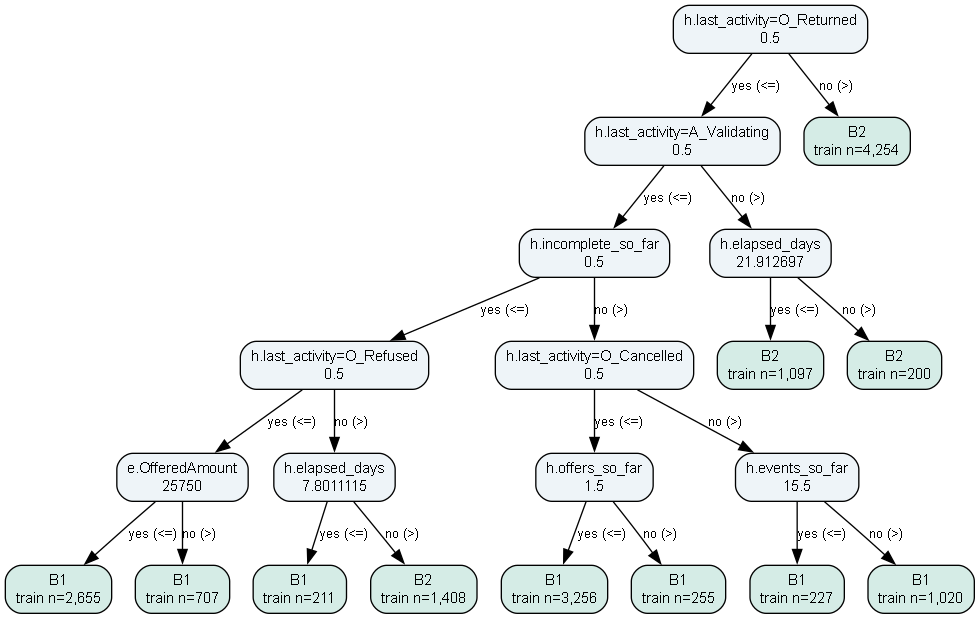 h.last_activity=O_Returned
0.5
yes (<=)
no (>)
h.last_activity=A_Validating
0.5
B2
train n=4,254
yes (<=)
no (>)
h.incomplete_so_far
0.5
h.elapsed_days
21.912697
yes (<=)
no (>)
yes (<=)
no (>)
h.last_activity=O_Refused
0.5
h.last_activity=O_Cancelled
0.5
B2
train n=1,097
B2
train n=200
yes (<=)
no (>)
yes (<=)
no (>)
e.OfferedAmount
25750
h.elapsed_days
7.8011115
h.offers_so_far
1.5
h.events_so_far
15.5
yes (<=)
no (>)
yes (<=)
no (>)
yes (<=)
no (>)
yes (<=)
no (>)
B1
train n=2,655
B1
train n=707
B1
train n=211
B2
train n=1,408
B1
train n=3,256
B1
train n=255
B1
train n=227
B1
train n=1,020